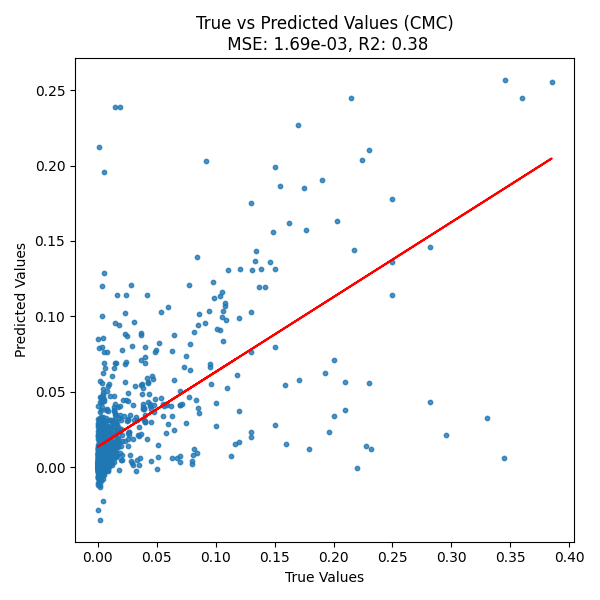 True vs Predicted Values (CMC)
MSE: 1.69e-03, R2: 0.38
Predicted Values
0.25
0.20
0.15
0.10
0.05
0.00
0.00 0.05 0.10 0.15 0.20 0.25 0.30 0.35 0.40
True Values